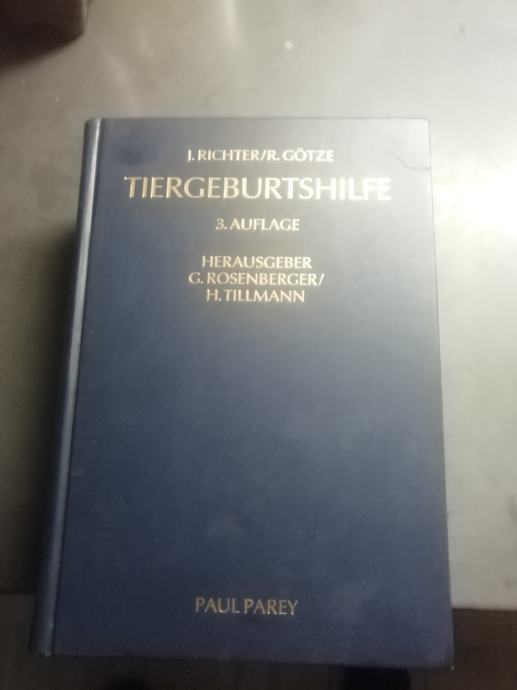 J. RICHTER/R. GÖTZE
TIERGEBURTSHILFE
3. AUFLAGE
HERAUSGEBER
G. ROSENBERGER/
H. TILLMANN
PAUL PAREY